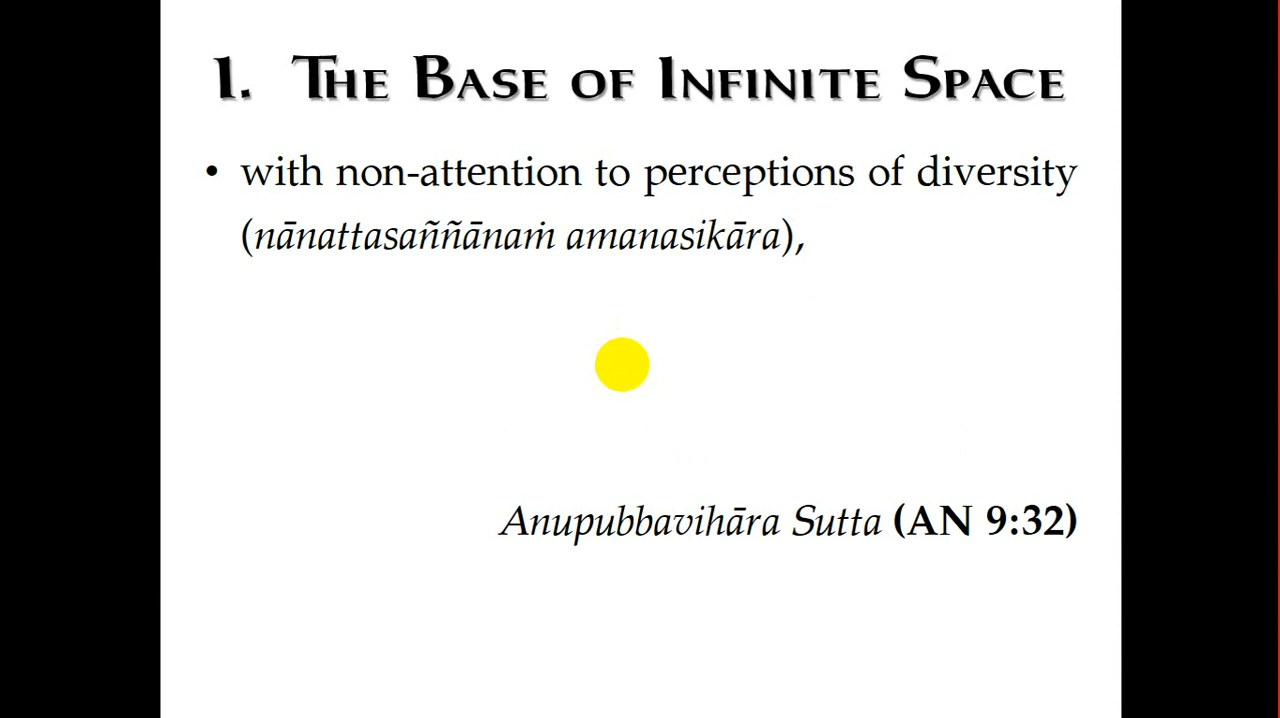 1. The Base of Infinite Space
• with non-attention to perceptions of diversity
(nānattasaññānaṁ amanasikāra),
Anupubbavihāra Sutta (AN 9:32)